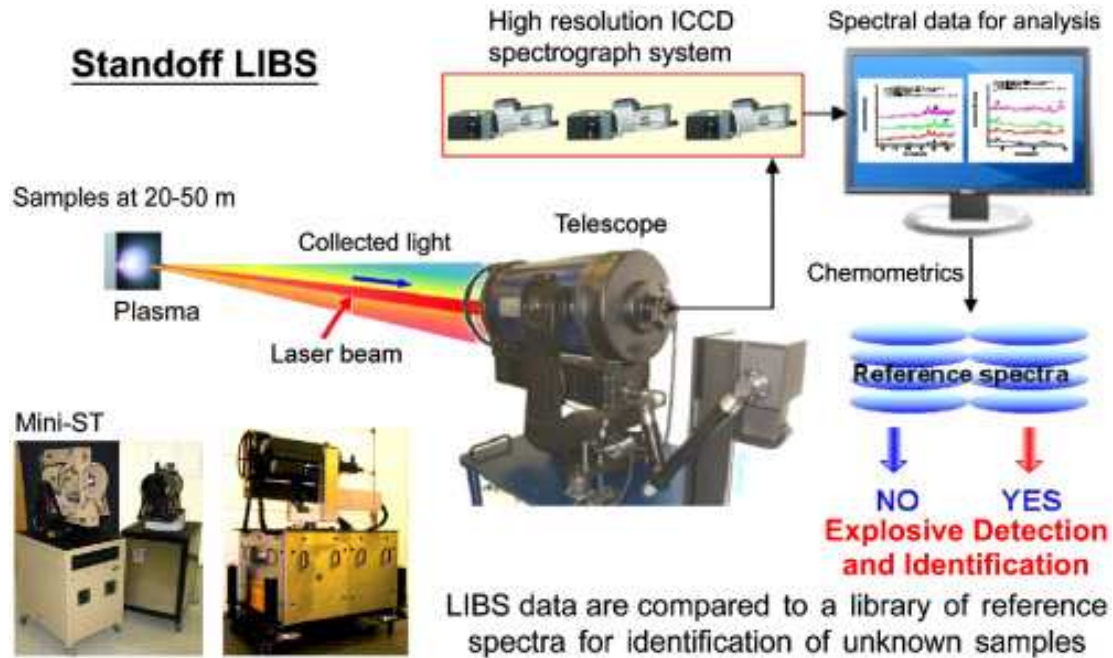 Standoff LIBS
High resolution ICCD
spectrograph system
Spectral data for analysis
Samples at 20-50 m
Collected light
Telescope
Plasma
Laser beam
Chemometrics
Reference spectra
Mini-ST
NO
YES
Explosive Detection
and Identification
LIBS data are compared to a library of reference
spectra for identification of unknown samples